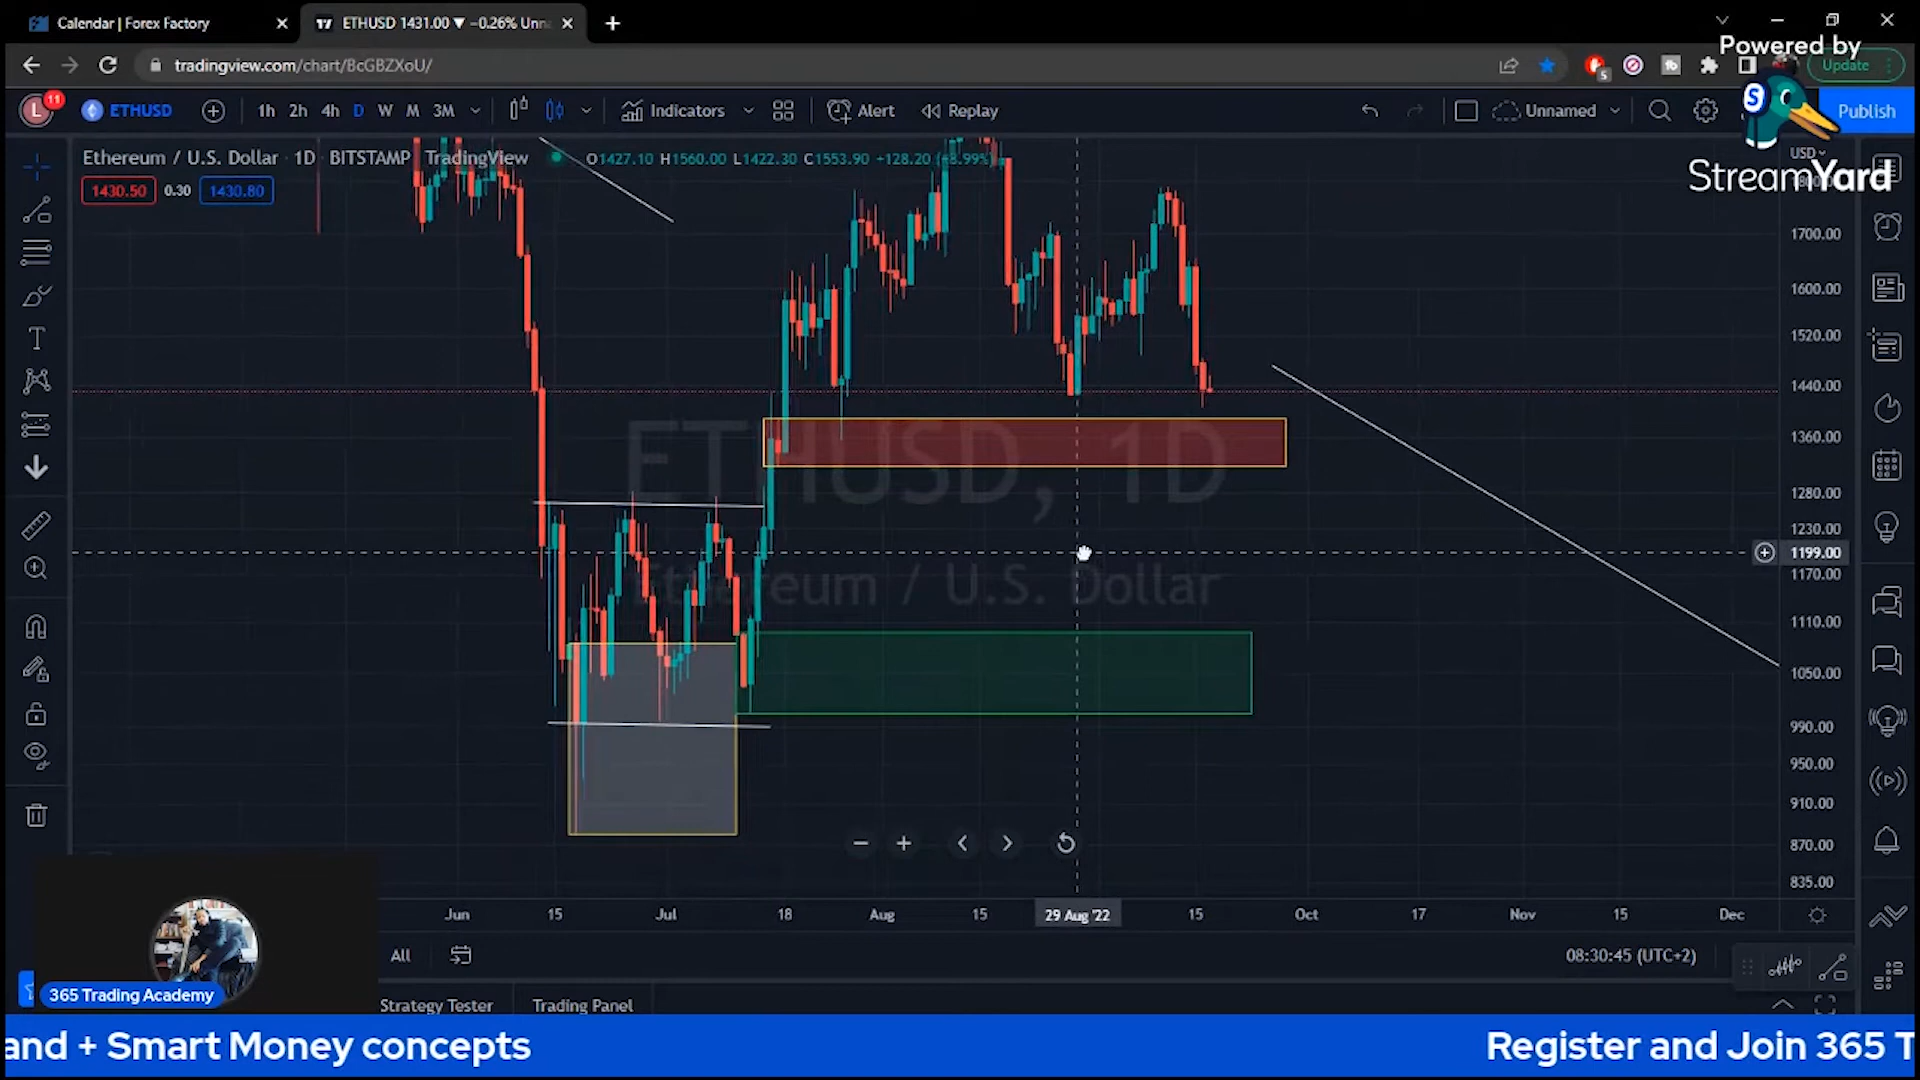 Calendar | Forex Factory
ETHUSD 1431.00 ▼ −0.26% Unna
tradingview.com/chart/BcGBZXoU/
5
Update
Powered by
StreamYard
L
11
ETHUSD
1h 2h 4h D W M 3M
Indicators
Alert
Replay
Unnamed
Publish
Ethereum / U.S. Dollar · 1D · BITSTAMP · TradingView
O1427.10 H1560.00 L1422.30 C1553.90 +128.20
USD
1430.50 0.30 1430.80
1700.00
1600.00
1520.00
1440.00
1360.00
1280.00
1230.00
1199.00
1170.00
1110.00
1050.00
990.00
950.00
910.00
870.00
835.00
ETHUSD, 1D
Ethereum / U.S. Dollar
Jun 15 Jul 18 Aug 15 29 Aug '22 15 Oct 17 Nov 15 Dec
All
08:30:45 (UTC+2)
365 Trading Academy
Strategy Tester
Trading Panel
and + Smart Money concepts
Register and Join 365 T